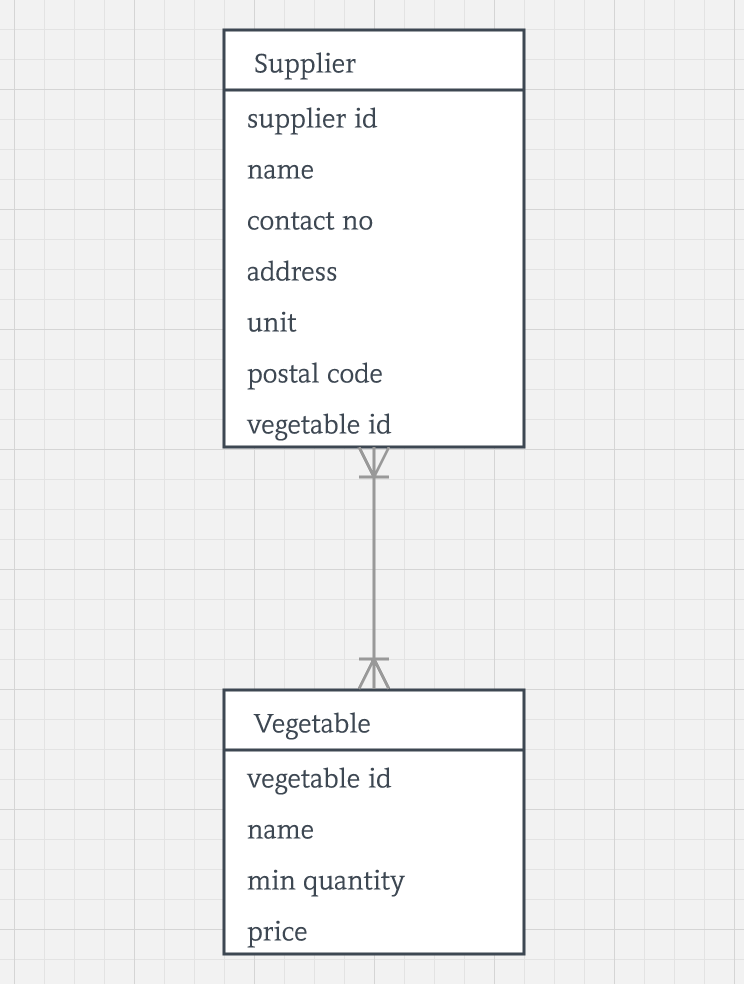 Supplier
supplier id
name
contact no
address
unit
postal code
vegetable id
Vegetable
vegetable id
name
min quantity
price